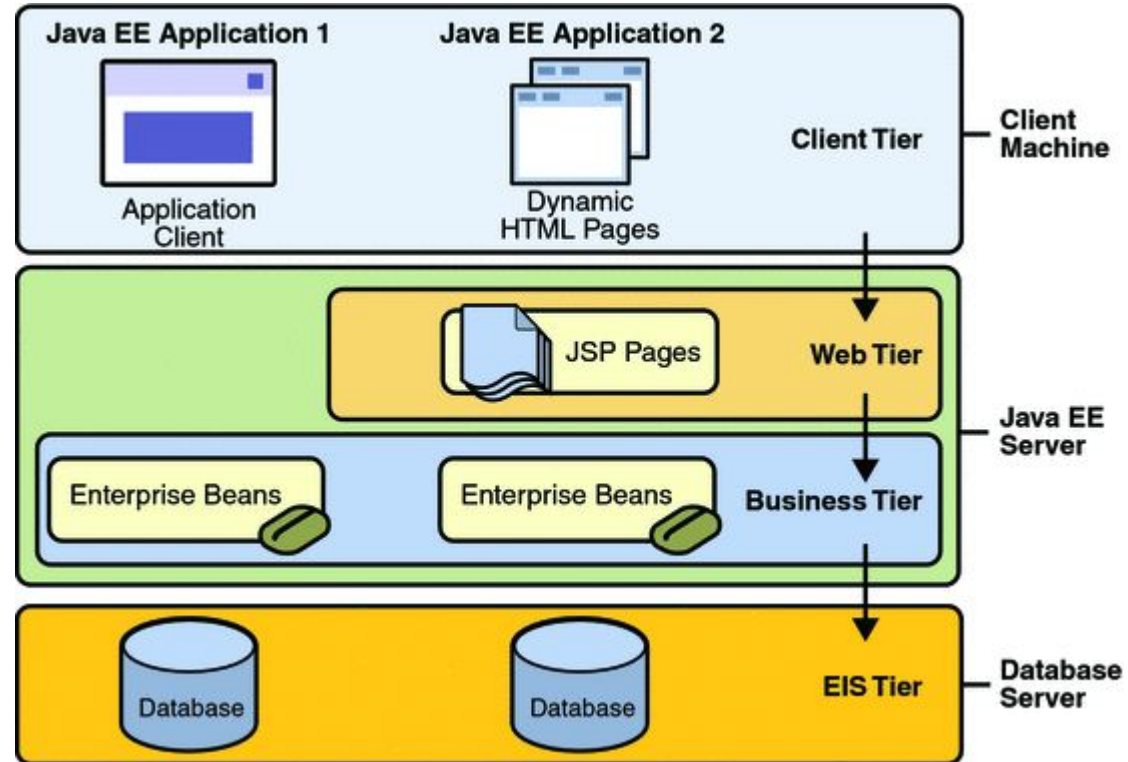 Java EE Application 1
Java EE Application 2
Application
Client
Dynamic
HTML Pages
Client Tier
Client
Machine
JSP Pages
Web Tier
Java EE
Server
Enterprise Beans
Enterprise Beans
Business Tier
Database
Database
EIS Tier
Database
Server